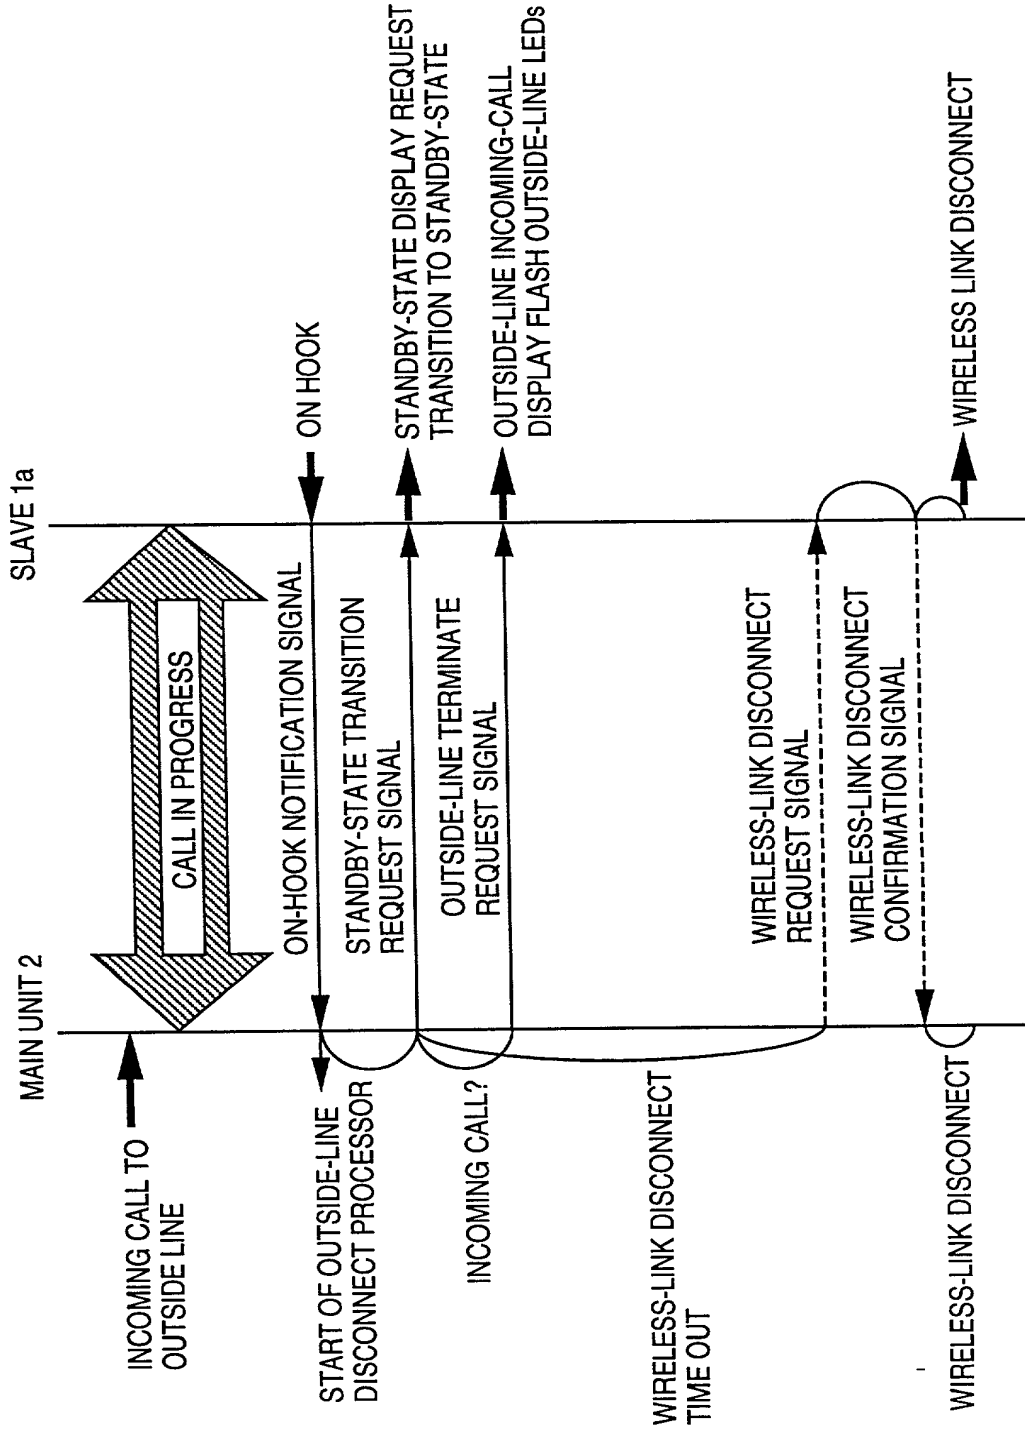 MAIN UNIT 2
SLAVE 1a
INCOMING CALL TO
OUTSIDE LINE
CALL IN PROGRESS
ON HOOK
ON-HOOK NOTIFICATION SIGNAL
START OF OUTSIDE-LINE
DISCONNECT PROCESSOR
STANDBY-STATE TRANSITION
REQUEST SIGNAL
STANDBY-STATE DISPLAY REQUEST
TRANSITION TO STANDBY-STATE
INCOMING CALL?
OUTSIDE-LINE TERMINATE
REQUEST SIGNAL
OUTSIDE-LINE INCOMING-CALL
DISPLAY FLASH OUTSIDE-LINE LEDs
WIRELESS-LINK DISCONNECT
TIME OUT
WIRELESS-LINK DISCONNECT
REQUEST SIGNAL
WIRELESS-LINK DISCONNECT
CONFIRMATION SIGNAL
WIRELESS-LINK DISCONNECT
WIRELESS LINK DISCONNECT